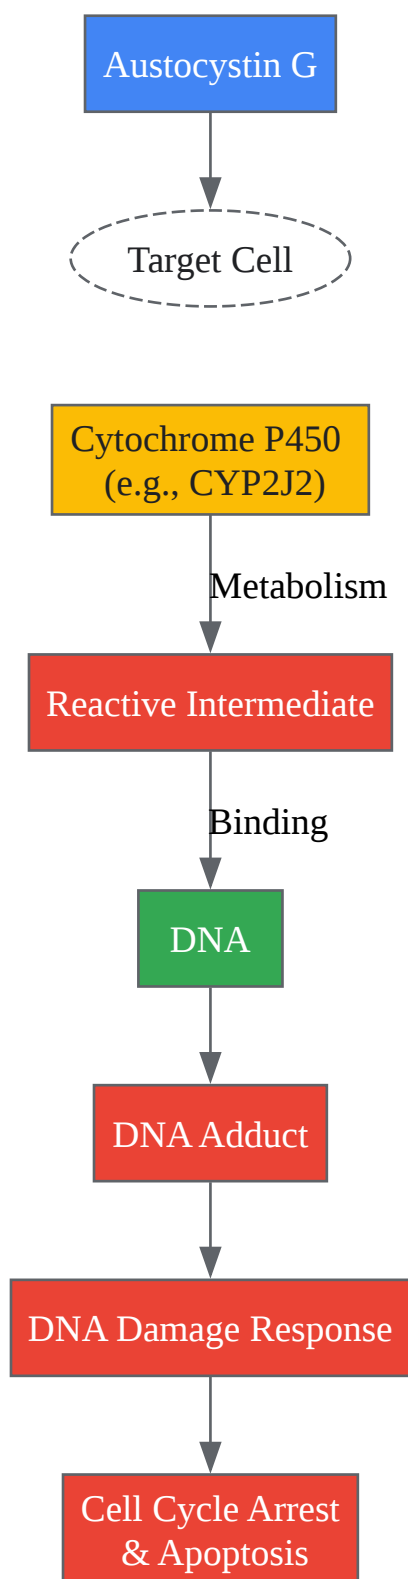 Austocystin G
Target Cell
Cytochrome P450
(e.g., CYP2J2)
Metabolism
Reactive Intermediate
Binding
DNA
DNA Adduct
DNA Damage Response
Cell Cycle Arrest
& Apoptosis